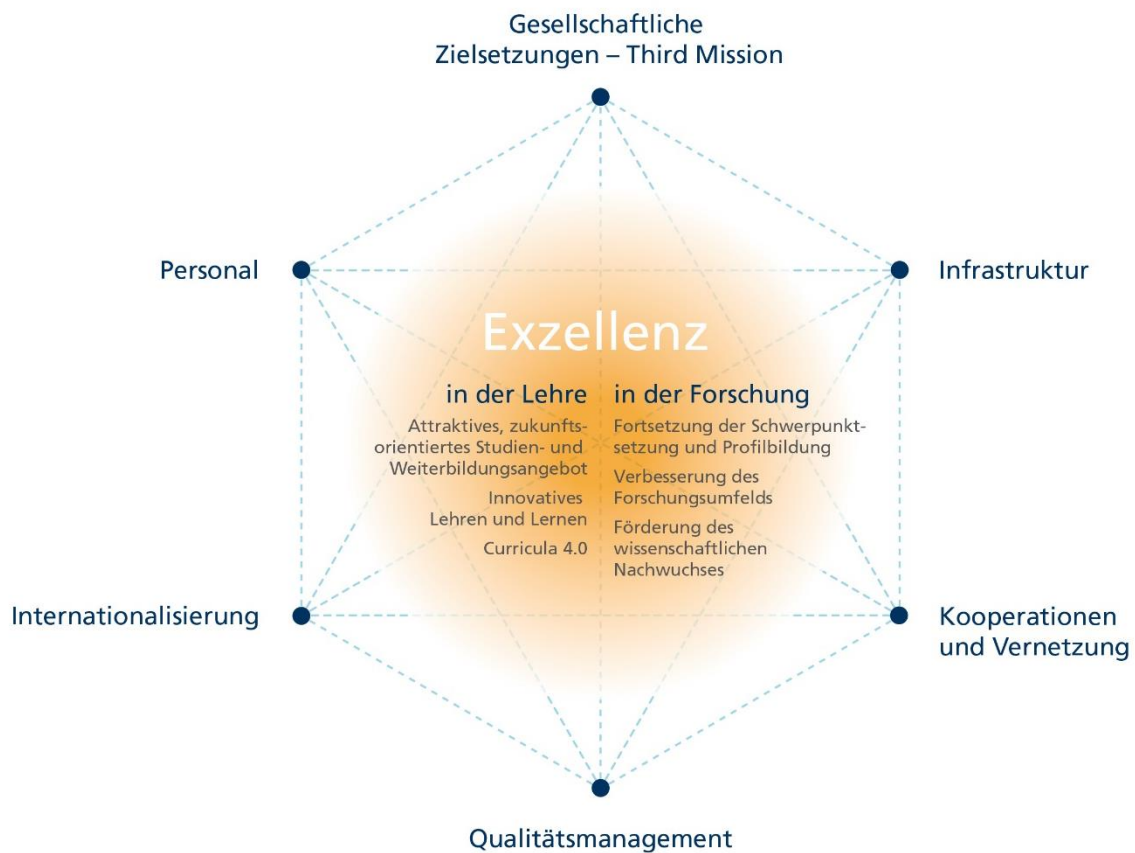 Gesellschaftliche
Zielsetzungen – Third Mission
Personal
Infrastruktur
Exzellenz
in der Lehre
Attraktives, zukunfts-
orientiertes Studien- und
Weiterbildungsangebot
Innovatives
Lehren und Lernen
Curricula 4.0
in der Forschung
Fortsetzung der Schwerpunkt-
setzung und Profilbildung
Verbesserung des
Forschungsumfelds
Förderung des
wissenschaftlichen
Nachwuchses
Internationalisierung
Kooperationen
und Vernetzung
Qualitätsmanagement